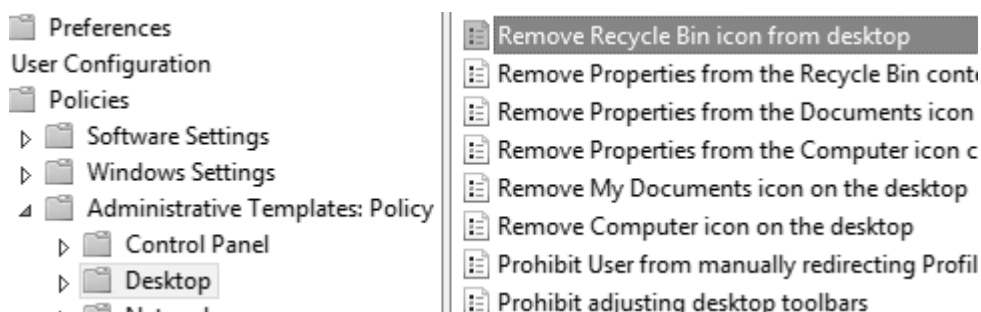 Preferences
User Configuration
Policies
Software Settings
Windows Settings
Administrative Templates: Policy
Control Panel
Desktop
Remove Recycle Bin icon from desktop
Remove Properties from the Recycle Bin
Remove Properties from the Documents icon
Remove Properties from the Computer icon c
Remove My Documents icon on the desktop
Remove Computer icon on the desktop
Prohibit User from manually redirecting Profil
Prohibit adjusting desktop toolbars